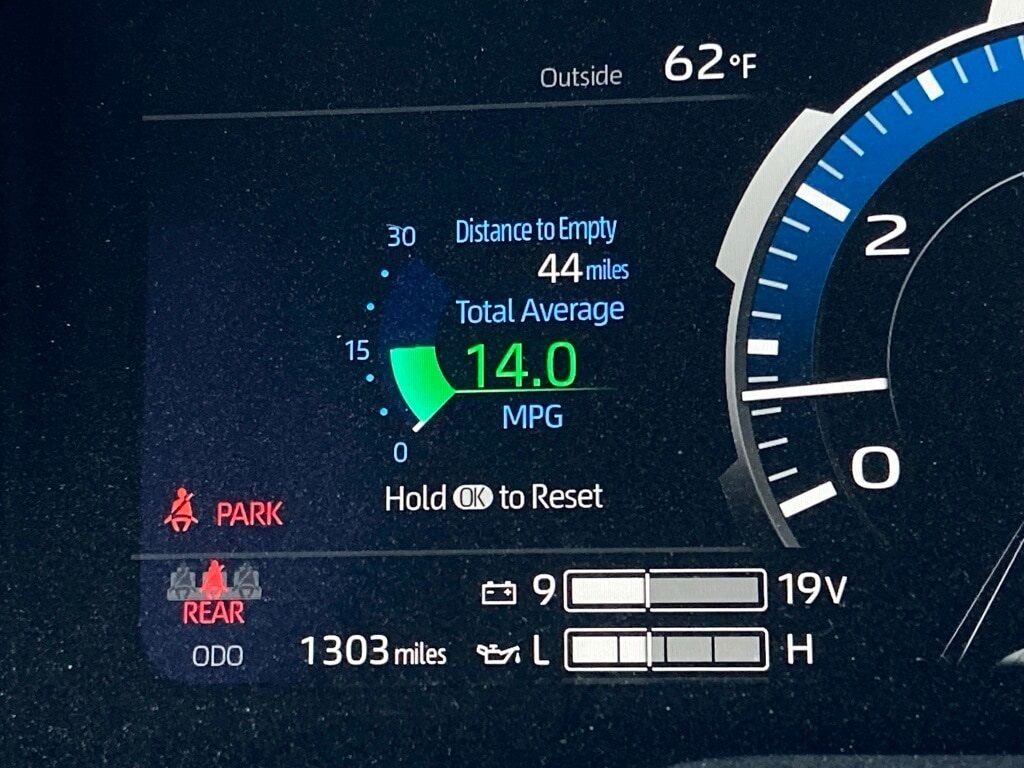 Outside 62°F
30
Distance to Empty
44 miles
Total Average
15
14.0
MPG
0
Hold OK to Reset
PARK
REAR
ODO 1303 miles
9 19V
L H
2
0